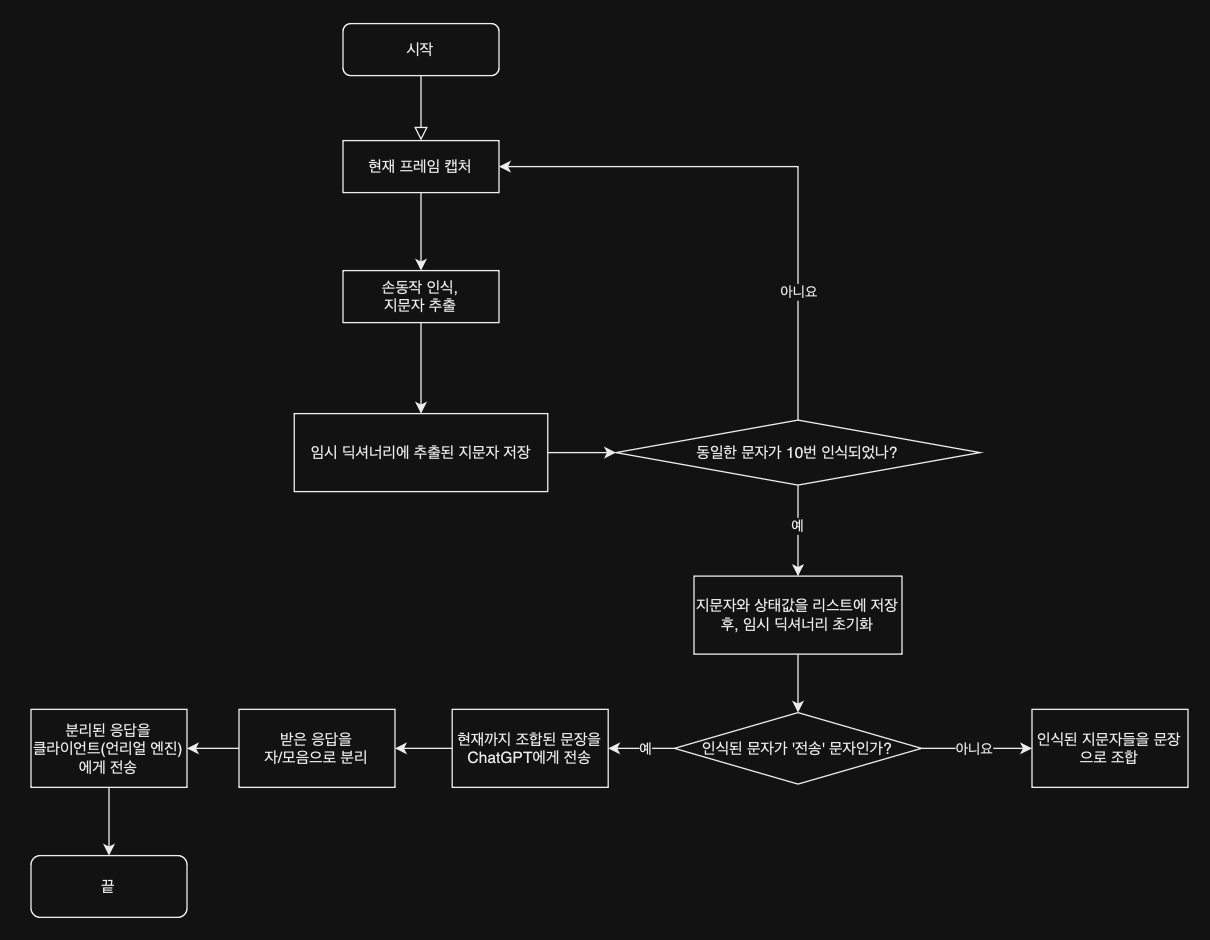 시작
현재 프레임 캡처
손동작 인식,
지문자 추출
아니요
임시 딕셔너리에 추출된 지문자 저장
동일한 문자가 10번 인식되었나?
예
지문자와 상태값을 리스트에 저장
후, 임시 딕셔너리 초기화
분리된 응답을
클라이언트(언리얼 엔진)
에게 전송
받은 응답을
자/모음으로 분리
현재까지 조합된 문장을
ChatGPT에게 전송
예
인식된 문자가 '전송' 문자인가?
아니요
인식된 지문자들을 문장
으로 조합
끝